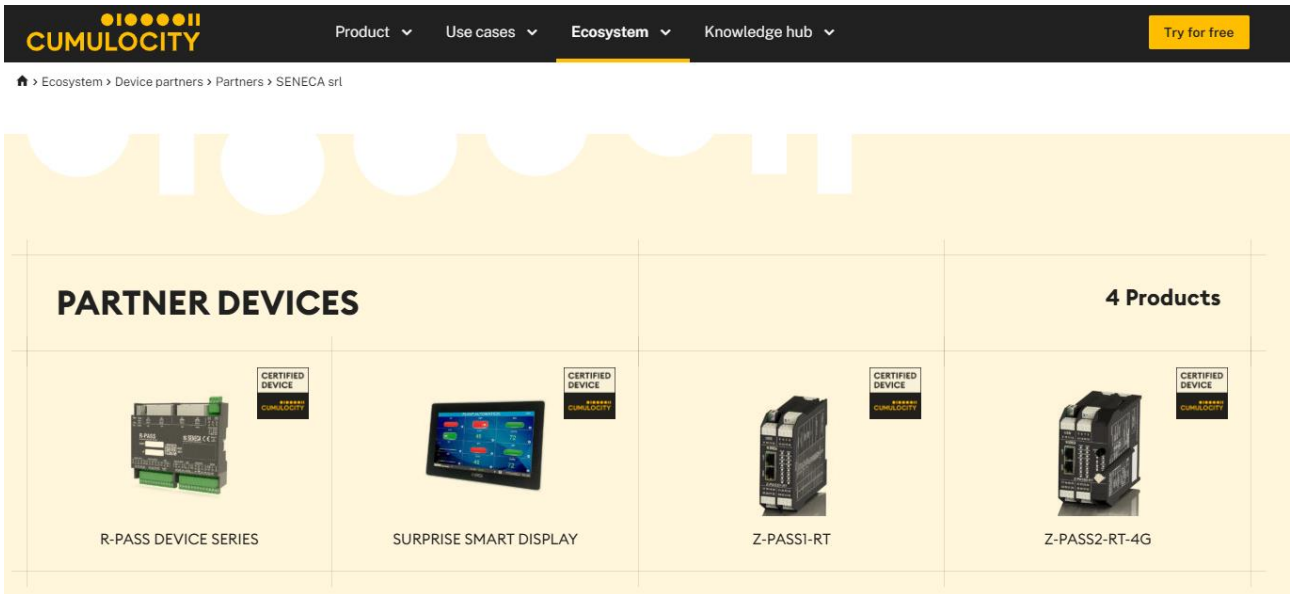 CUMULOCITY
Product
Use cases
Ecosystem
Knowledge hub
Try for free
> Ecosystem > Device partners > Partners > SENECA srl
PARTNER DEVICES
4 Products
CERTIFIED
DEVICE
CUMULOCITY
CERTIFIED
DEVICE
CUMULOCITY
CERTIFIED
DEVICE
CUMULOCITY
CERTIFIED
DEVICE
CUMULOCITY
R-PASS
SENECA
R-PASS DEVICE SERIES
SURPRISE SMART DISPLAY
Z-PASS1-RT
Z-PASS2-RT-4G